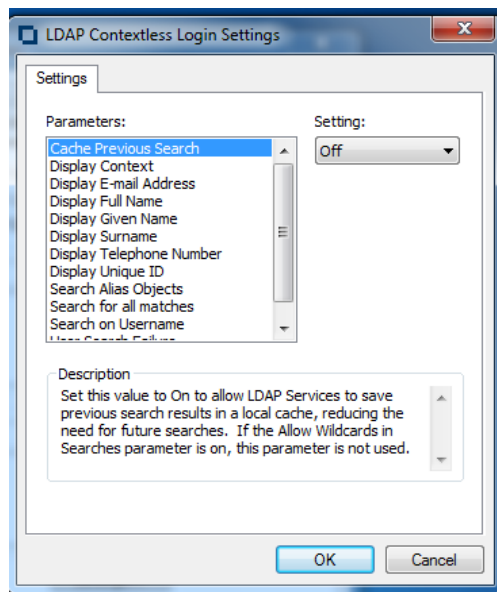 LDAP Contextless Login Settings
Settings
Parameters:
Setting:
Cache Previous Search
Off
Display Context
Display E-mail Address
Display Full Name
Display Given Name
Display Surname
Display Telephone Number
Display Unique ID
Search Alias Objects
Search for all matches
Search on Username
Description
Set this value to On to allow LDAP Services to save
previous search results in a local cache, reducing the
need for future searches. If the Allow Wildcards in
Searches parameter is on, this parameter is not used.
OK
Cancel